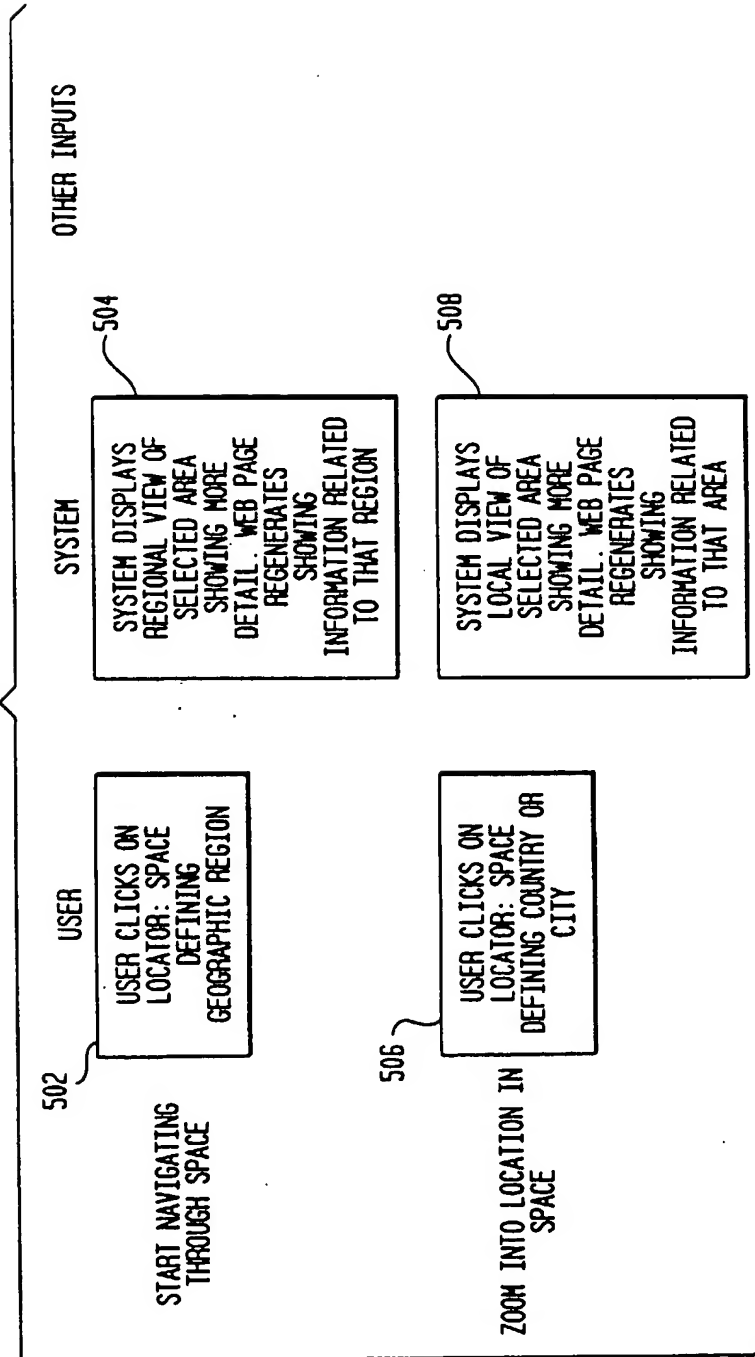 USER
SYSTEM
OTHER INPUTS
START NAVIGATING
THROUGH SPACE
502
USER CLICKS ON
LOCATOR: SPACE
DEFINING
GEOGRAPHIC REGION
504
SYSTEM DISPLAYS
REGIONAL VIEW OF
SELECTED AREA
SHOWING MORE
DETAIL. WEB PAGE
REGENERATES
SHOWING
INFORMATION RELATED
TO THAT REGION
ZOOM INTO LOCATION IN
SPACE
506
USER CLICKS ON
LOCATOR: SPACE
DEFINING COUNTRY OR
CITY
508
SYSTEM DISPLAYS
LOCAL VIEW OF
SELECTED AREA
SHOWING MORE
DETAIL. WEB PAGE
REGENERATES
SHOWING
INFORMATION RELATED
TO THAT AREA